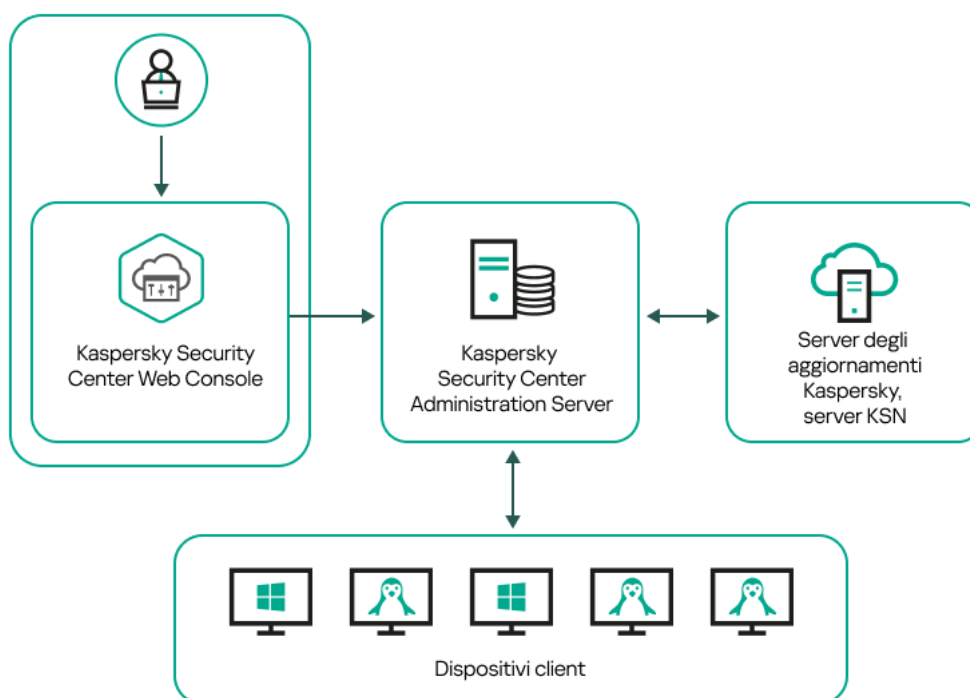 Kaspersky Security
Center Web Console
Kaspersky
Security Center
Administration Server
Server degli
aggiornamenti
Kaspersky,
server KSN
Dispositivi client